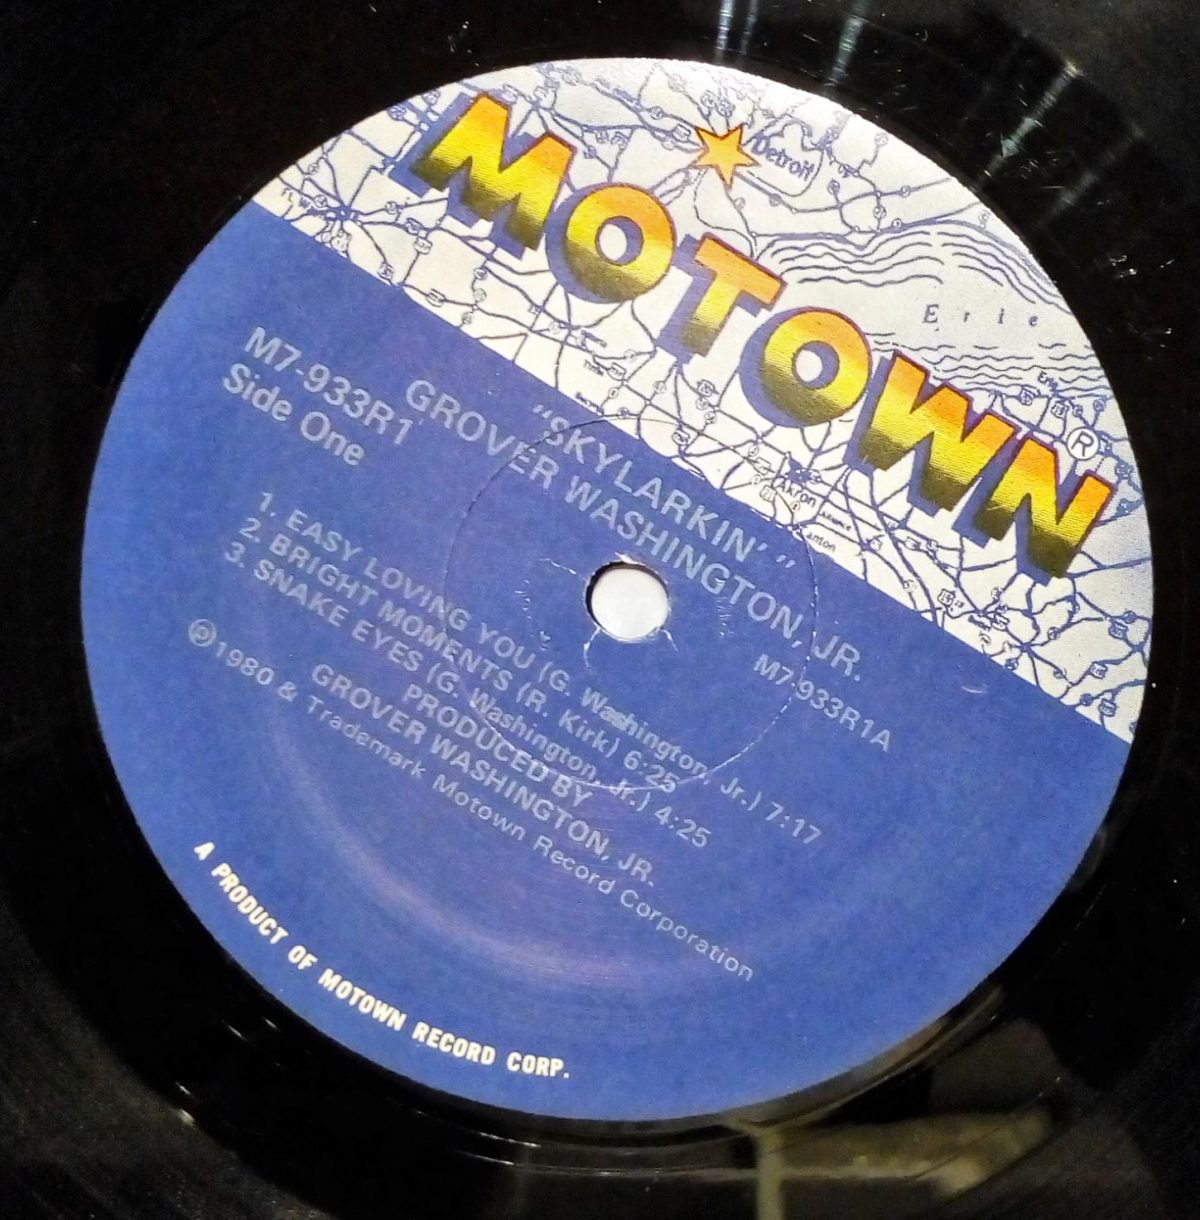 MOTOWN®
Detroit
Erie
Akron
"SKYLARKIN' "
GROVER WASHINGTON, JR.
M7-933R1
Side One
M7-933R1A
1. EASY LOVING YOU (G. Washington, Jr.) 7:17
2. BRIGHT MOMENTS (R. Kirk) 6:25
3. SNAKE EYES (G. Washington, Jr.) 4:25
PRODUCED BY
GROVER WASHINGTON, JR.
℗1980 & Trademark Motown Record Corporation
A PRODUCT OF MOTOWN RECORD CORP.